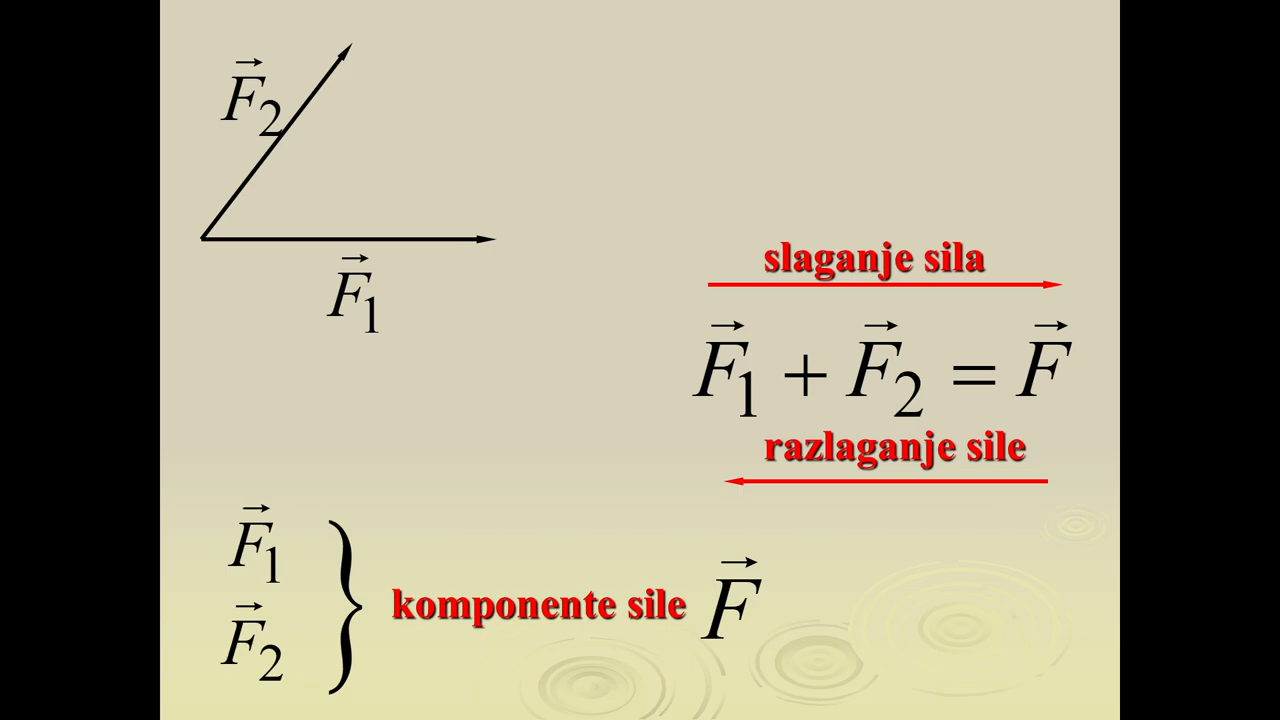 F⃗₂
F⃗₁
slaganje sila
F⃗₁ + F⃗₂ = F⃗
razlaganje sile
F⃗₁
F⃗₂
} komponente sile F⃗